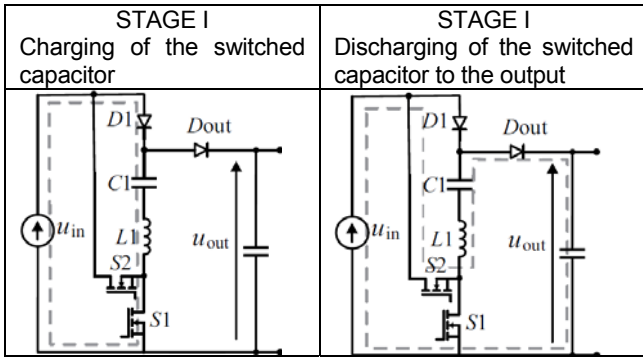 STAGE I
Charging of the switched
capacitor
STAGE I
Discharging of the switched
capacitor to the output
D1
Dout
C1
uin
L1
uout
S2
S1
D1
Dout
C1
uin
L1
uout
S2
S1